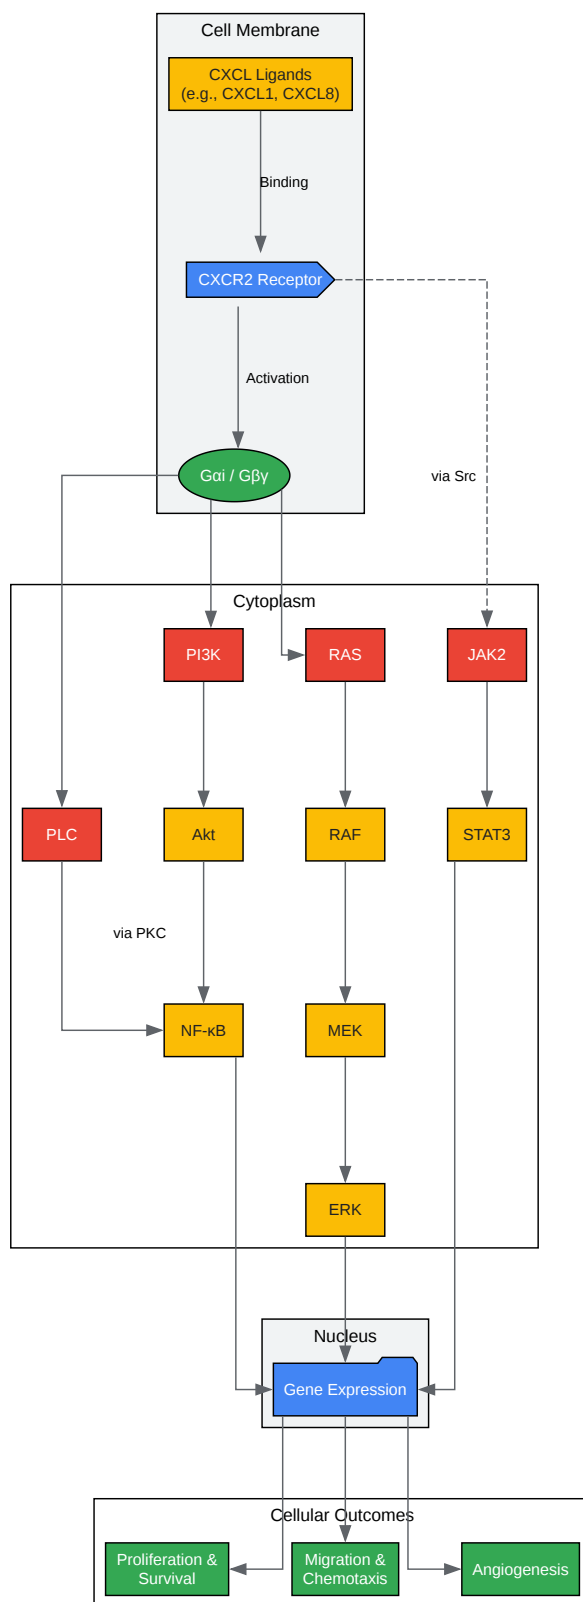 Cell Membrane
CXCL Ligands
(e.g., CXCL1, CXCL8)
Binding
CXCR2 Receptor
Activation
Gαi / Gβγ
via Src
Cytoplasm
PI3K
RAS
JAK2
PLC
Akt
RAF
STAT3
via PKC
NF-κB
MEK
ERK
Nucleus
Gene Expression
Cellular Outcomes
Proliferation &
Survival
Migration &
Chemotaxis
Angiogenesis